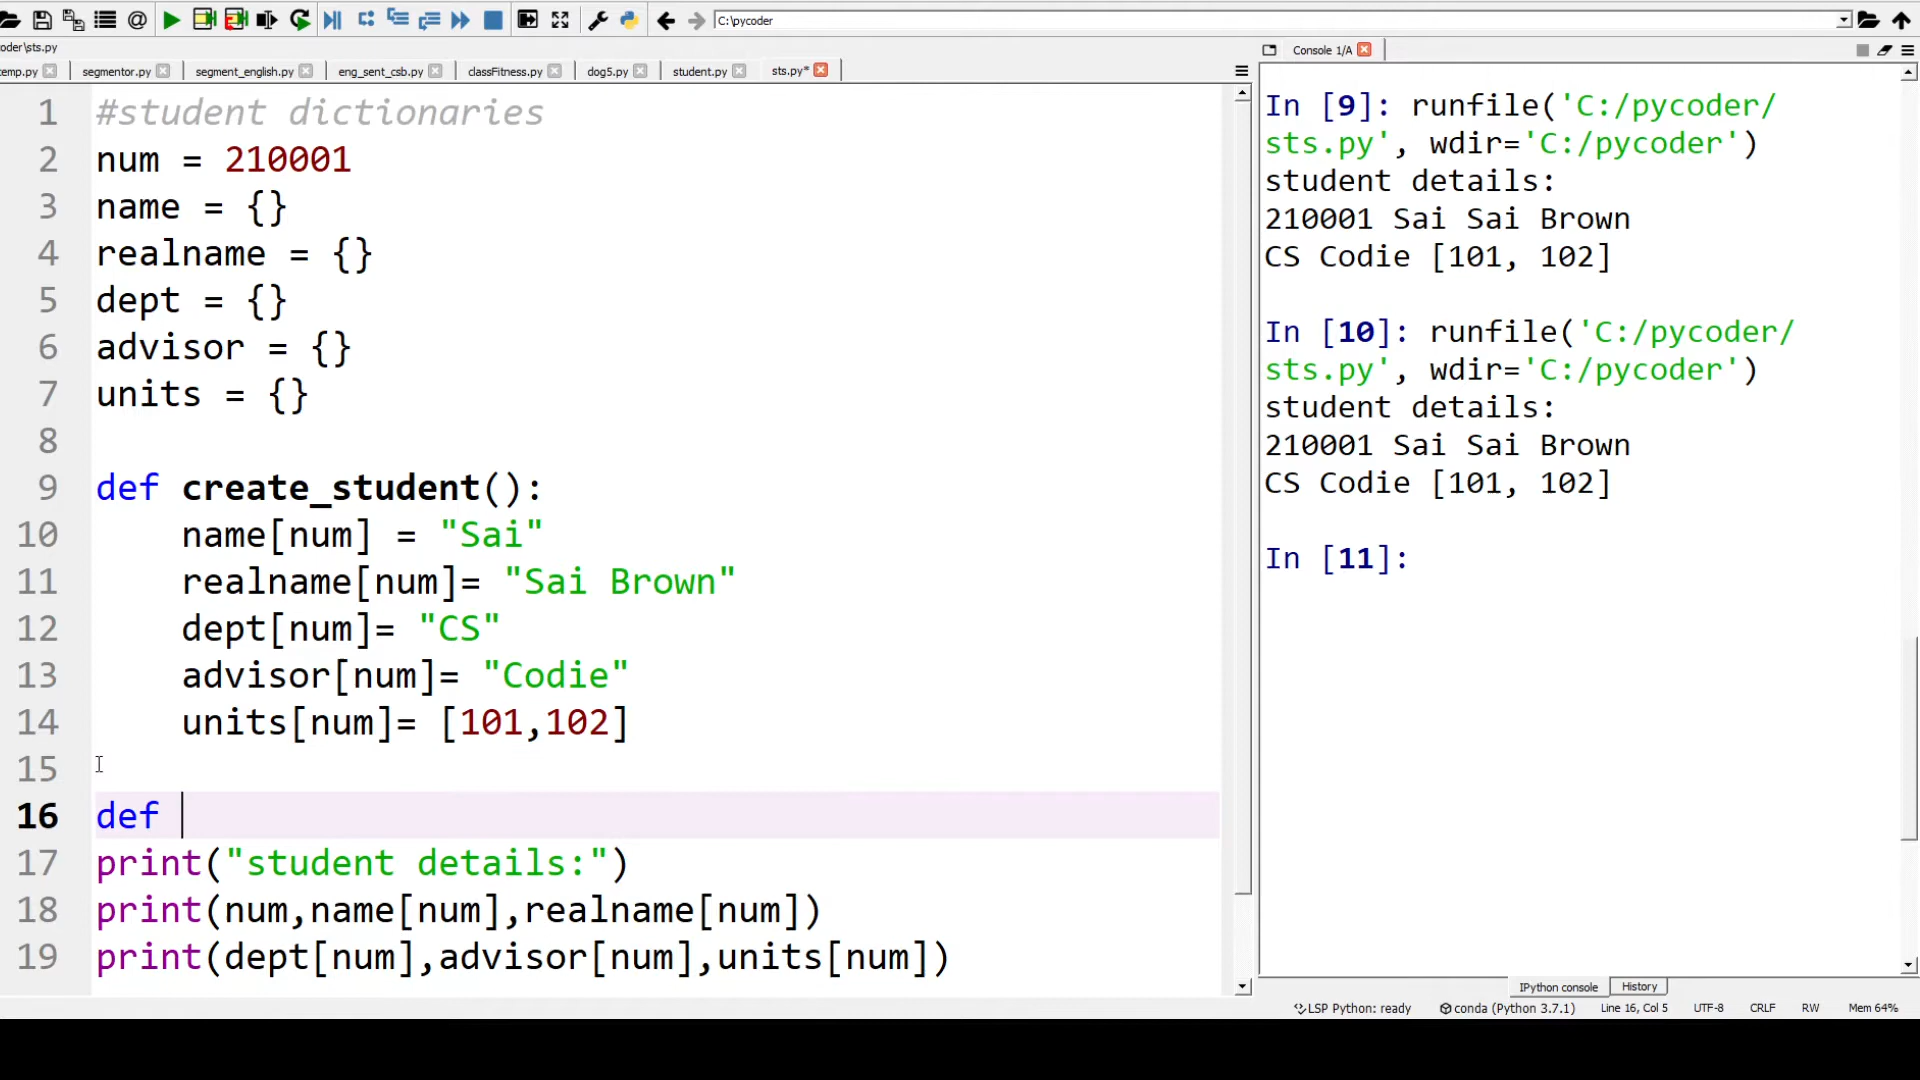 C:\pycoder
oder\sts.py
temp.py
segmentor.py
segment_english.py
eng_sent_csb.py
classFitness.py
dog5.py
student.py
sts.py*
1 #student dictionaries
2 num = 210001
3 name = {}
4 realname = {}
5 dept = {}
6 advisor = {}
7 units = {}
8
9 def create_student():
10 name[num] = "Sai"
11 realname[num]= "Sai Brown"
12 dept[num]= "CS"
13 advisor[num]= "Codie"
14 units[num]= [101,102]
15
16 def
17 print("student details:")
18 print(num,name[num],realname[num])
19 print(dept[num],advisor[num],units[num])
Console 1/A
In [9]: runfile('C:/pycoder/
sts.py', wdir='C:/pycoder')
student details:
210001 Sai Sai Brown
CS Codie [101, 102]
In [10]: runfile('C:/pycoder/
sts.py', wdir='C:/pycoder')
student details:
210001 Sai Sai Brown
CS Codie [101, 102]
In [11]:
IPython console History
LSP Python: ready conda (Python 3.7.1) Line 16, Col 5 UTF-8 CRLF RW Mem 64%